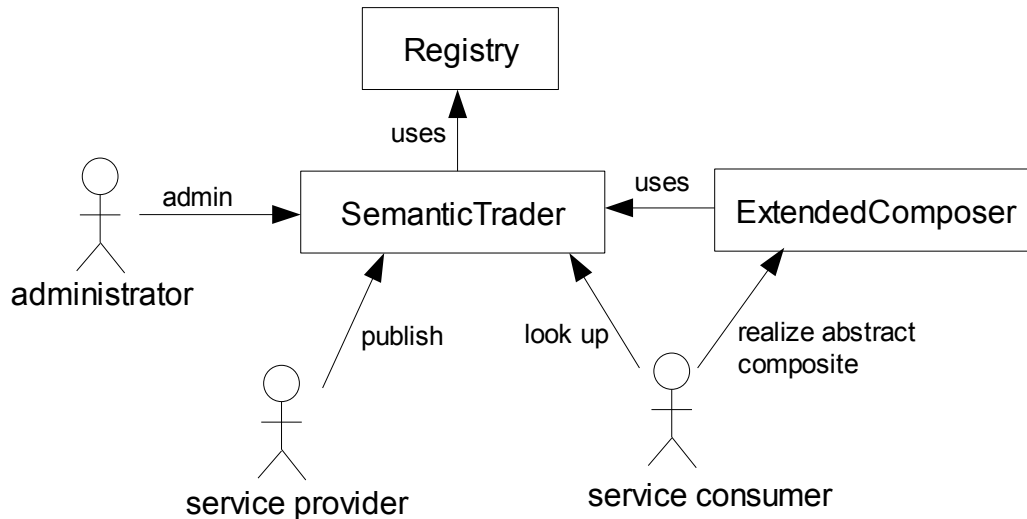 Registry
uses
admin
SemanticTrader
uses
ExtendedComposer
administrator
publish
look up
realize abstract
composite
service provider
service consumer